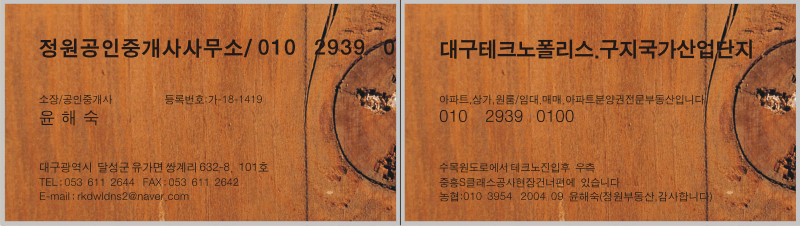 정원공인중개사사무소/ 010 2939 0
소장/공인중개사 등록번호:가-18-1419
윤 해 숙
대구광역시 달성군 유가면 쌍계리 632-8, 101호
TEL : 053 611 2644 FAX : 053 611 2642
E-mail : rkdwldns2@naver.com
대구테크노폴리스.구지국가산업단지
아파트,상가,원룸/임대,매매,아파트분양권전문부동산입니다.
010 2939 0100
수목원도로에서 테크노진입후 우측
중흥S클래스공사현장건너편에 있습니다
농협:010 3954 2004 09 윤해숙(정원부동산,감사합니다)